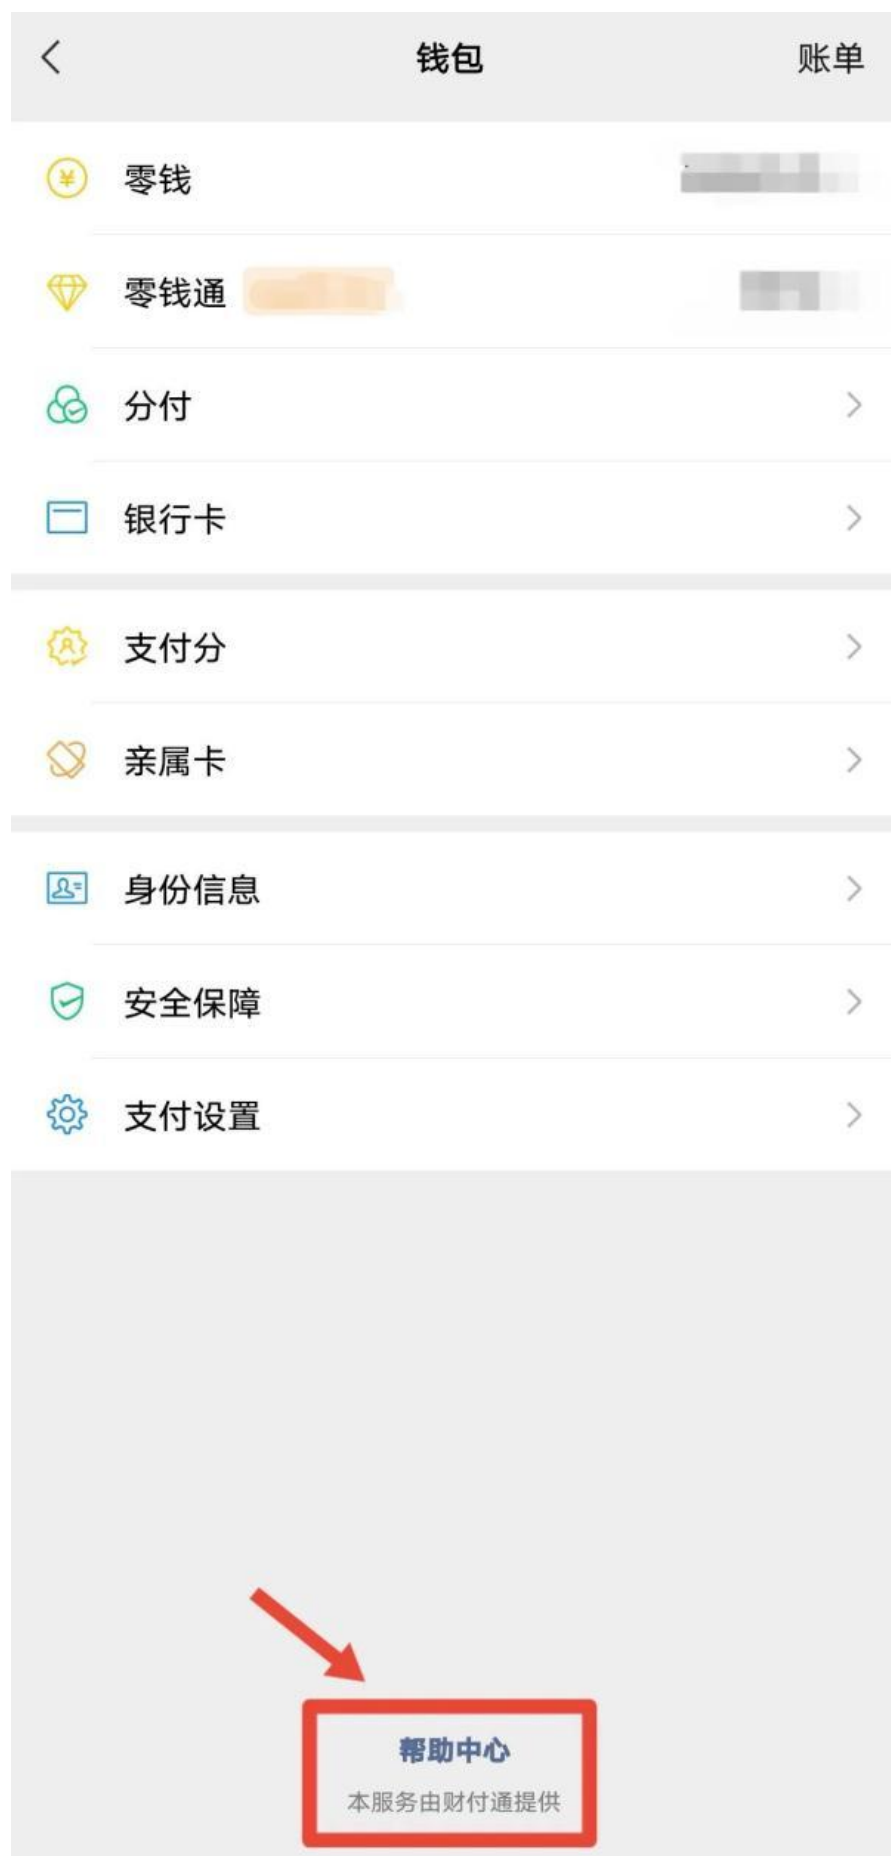 钱包 账单
零钱
零钱通
分付
银行卡
支付分
亲属卡
身份信息
安全保障
支付设置
帮助中心
本服务由财付通提供